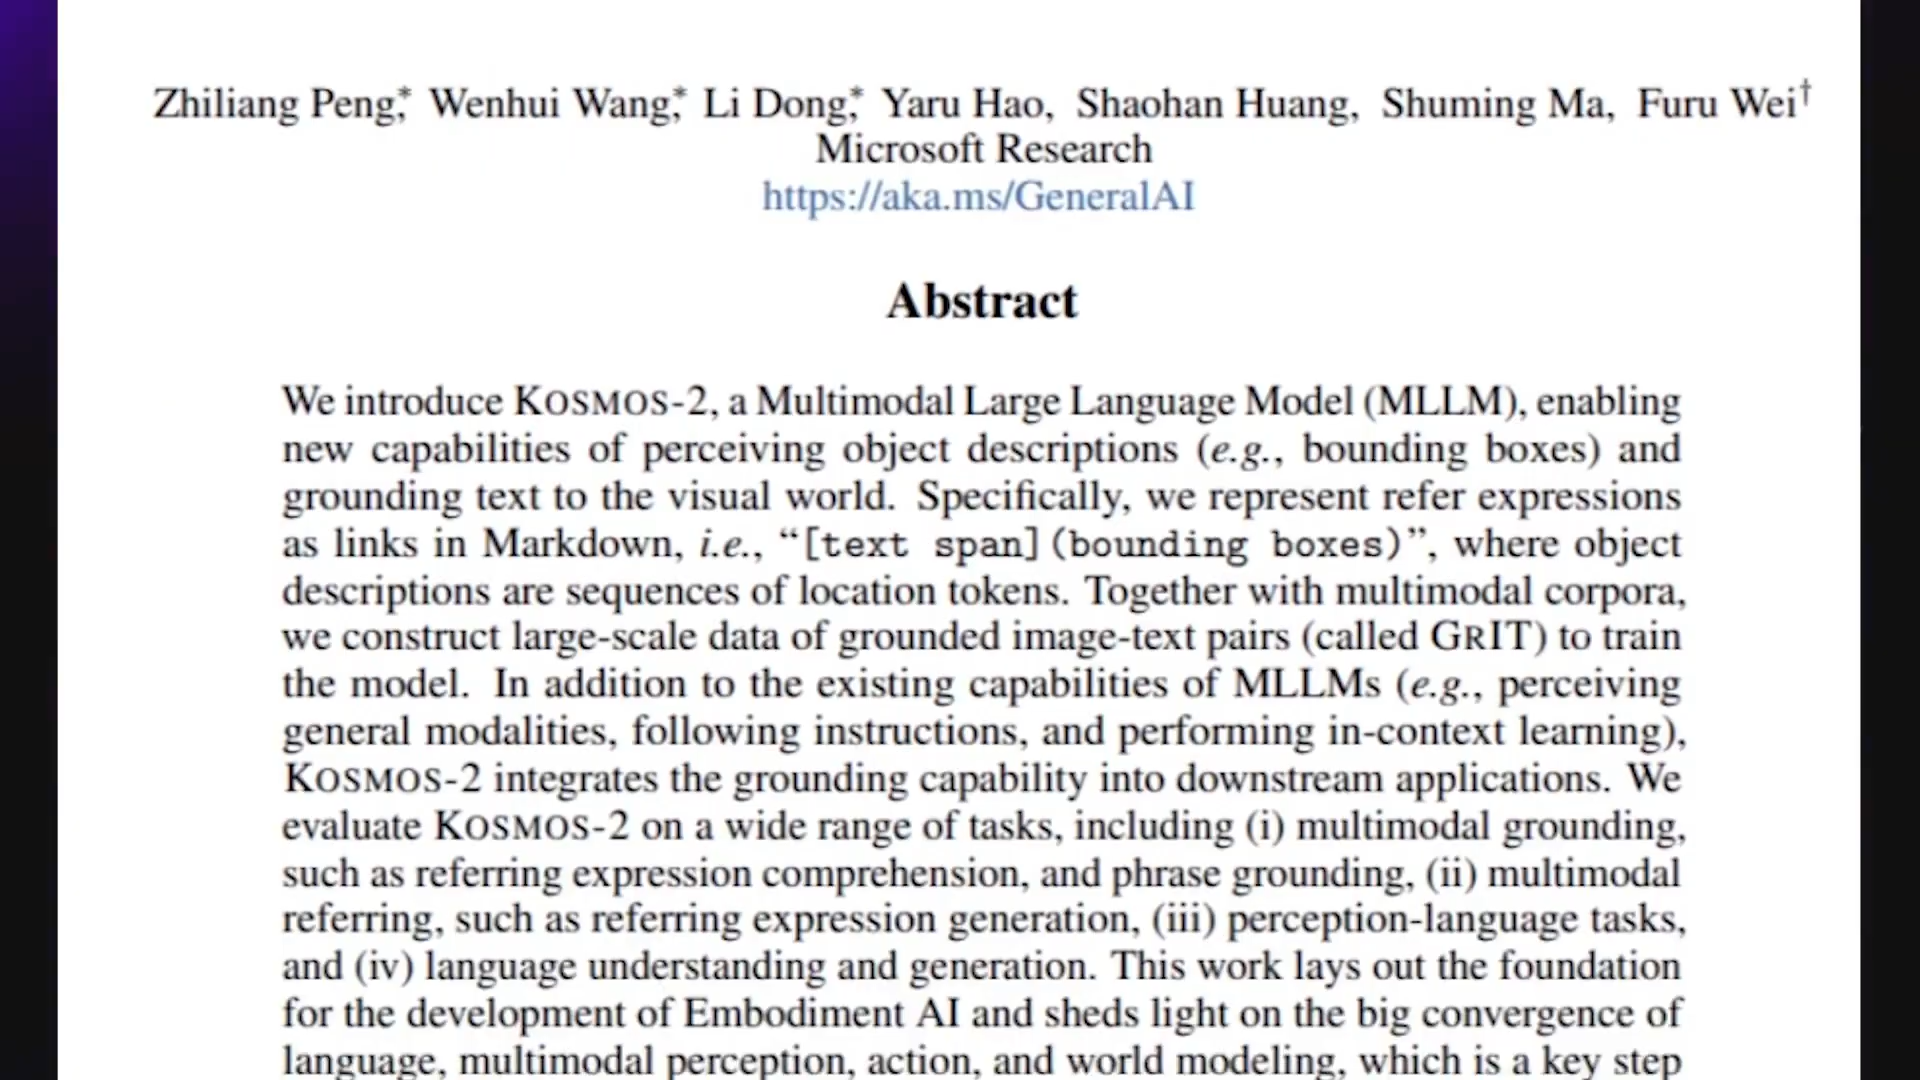 Zhiliang Peng,* Wenhui Wang,* Li Dong,* Yaru Hao, Shaohan Huang, Shuming Ma, Furu Wei†
Microsoft Research
https://aka.ms/GeneralAI
Abstract
We introduce KOSMOS-2, a Multimodal Large Language Model (MLLM), enabling
new capabilities of perceiving object descriptions (e.g., bounding boxes) and
grounding text to the visual world. Specifically, we represent refer expressions
as links in Markdown, i.e., “[text span](bounding boxes)”, where object
descriptions are sequences of location tokens. Together with multimodal corpora,
we construct large-scale data of grounded image-text pairs (called GRIT) to train
the model. In addition to the existing capabilities of MLLMs (e.g., perceiving
general modalities, following instructions, and performing in-context learning),
KOSMOS-2 integrates the grounding capability into downstream applications. We
evaluate KOSMOS-2 on a wide range of tasks, including (i) multimodal grounding,
such as referring expression comprehension, and phrase grounding, (ii) multimodal
referring, such as referring expression generation, (iii) perception-language tasks,
and (iv) language understanding and generation. This work lays out the foundation
for the development of Embodiment AI and sheds light on the big convergence of
language, multimodal perception, action, and world modeling, which is a key step